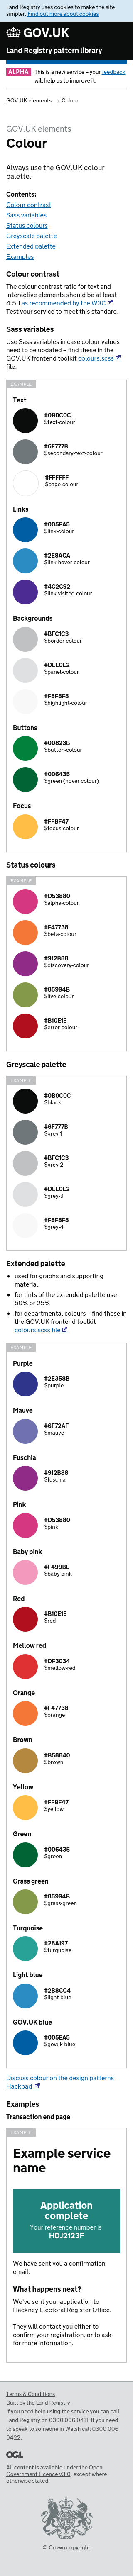 Land Registry uses cookies to make the site
simpler. Find out more about cookies
GOV.UK
Land Registry pattern library
ALPHA
This is a new service – your feedback
will help us to improve it.
GOV.UK elements
Colour
GOV.UK elements
Colour
Always use the GOV.UK colour
palette.
Contents:
Colour contrast
Sass variables
Status colours
Greyscale palette
Extended palette
Examples
Colour contrast
The colour contrast ratio for text and
interactive elements should be at least
4.5:1 as recommended by the W3C.
Test your service to meet this standard.
Sass variables
Use Sass variables in case colour values
need to be updated – find these in the
GOV.UK frontend toolkit colours.scss
file.
EXAMPLE
Text
#0B0C0C
$text-colour
#6F777B
$secondary-text-colour
#FFFFFF
$page-colour
Links
#005EA5
$link-colour
#2E8ACA
$link-hover-colour
#4C2C92
$link-visited-colour
Backgrounds
#BFC1C3
$border-colour
#DEE0E2
$panel-colour
#F8F8F8
$highlight-colour
Buttons
#00823B
$button-colour
#006435
$green (hover colour)
Focus
#FFBF47
$focus-colour
Status colours
EXAMPLE
#D53880
$alpha-colour
#F47738
$beta-colour
#912B88
$discovery-colour
#85994B
$live-colour
#B10E1E
$error-colour
Greyscale palette
EXAMPLE
#0B0C0C
$black
#6F777B
$grey-1
#BFC1C3
$grey-2
#DEE0E2
$grey-3
#F8F8F8
$grey-4
Extended palette
used for graphs and supporting
material
for tints of the extended palette use
50% or 25%
for departmental colours – find these in
the GOV.UK frontend toolkit
colours.scss file
EXAMPLE
Purple
#2E358B
$purple
Mauve
#6F72AF
$mauve
Fuschia
#912B88
$fuschia
Pink
#D53880
$pink
Baby pink
#F499BE
$baby-pink
Red
#B10E1E
$red
Mellow red
#DF3034
$mellow-red
Orange
#F47738
$orange
Brown
#B58840
$brown
Yellow
#FFBF47
$yellow
Green
#006435
$green
Grass green
#85994B
$grass-green
Turquoise
#28A197
$turquoise
Light blue
#2B8CC4
$light-blue
GOV.UK blue
#005EA5
$govuk-blue
Discuss colour on the design patterns
Hackpad
Examples
Transaction end page
EXAMPLE
Example service
name
Application
complete
Your reference number is
HDJ2123F
We have sent you a confirmation
email.
What happens next?
We've sent your application to
Hackney Electoral Register Office.
They will contact you either to
confirm your registration, or to ask
for more information.
Terms & Conditions
Built by the Land Registry
If you need help using the service you can call
Land Registry on 0300 006 0411. If you need
to speak to someone in Welsh call 0300 006
0422.
OGL
All content is available under the Open
Government Licence v3.0, except where
otherwise stated
© Crown copyright